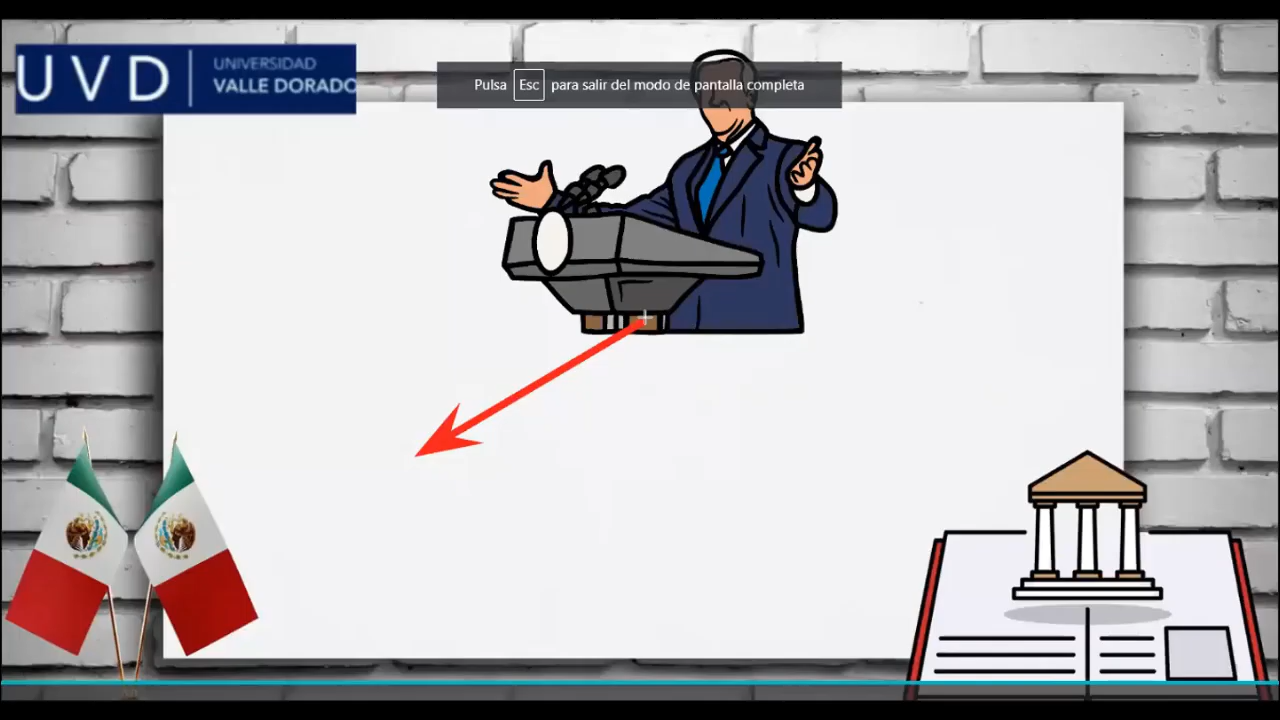 UVD
UNIVERSIDAD
VALLE DORADO
Pulsa Esc para salir del modo de pantalla completa